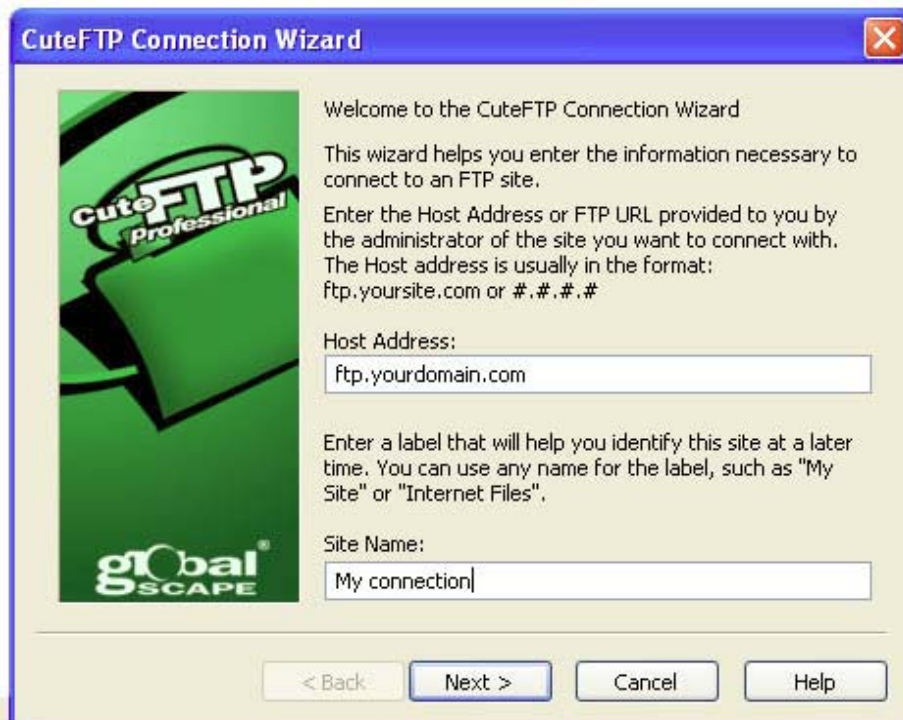 CuteFTP Connection Wizard
cuteFTP
Professional
globalSCAPE®
Welcome to the CuteFTP Connection Wizard
This wizard helps you enter the information necessary to
connect to an FTP site.
Enter the Host Address or FTP URL provided to you by
the administrator of the site you want to connect with.
The Host address is usually in the format:
ftp.yoursite.com or #.#.#.#
Host Address:
ftp.yourdomain.com
Enter a label that will help you identify this site at a later
time. You can use any name for the label, such as "My
Site" or "Internet Files".
Site Name:
My connection
< Back
Next >
Cancel
Help